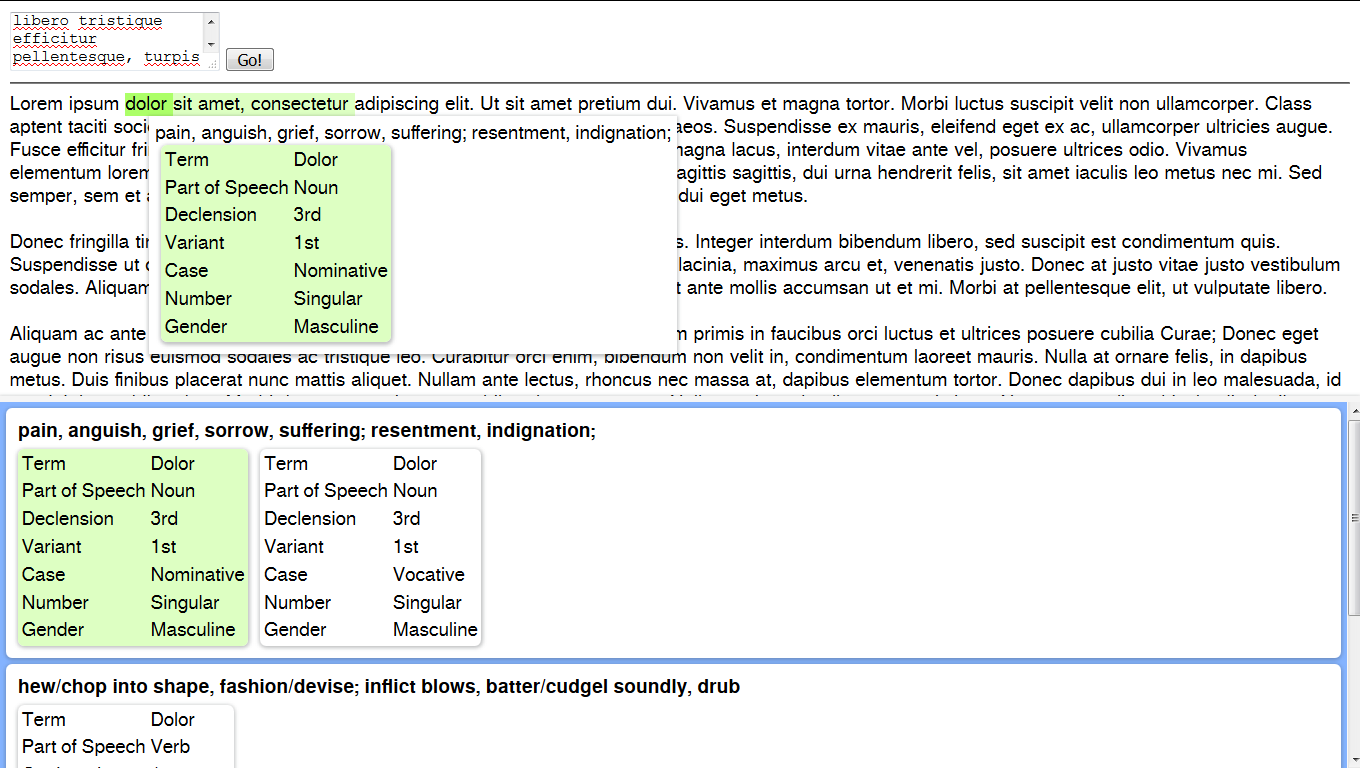 libero tristique
efficitur
pellentesque, turpis
Go!
Lorem ipsum dolor sit amet, consectetur adipiscing elit. Ut sit amet pretium dui. Vivamus et magna tortor. Morbi luctus suscipit velit non ullamcorper. Class
aptent taciti soci aeos. Suspendisse ex mauris, eleifend eget ex ac, ullamcorper ultricies augue.
pain, anguish, grief, sorrow, suffering; resentment, indignation;
Fusce efficitur fri magna lacus, interdum vitae ante vel, posuere ultrices odio. Vivamus
Term Dolor
elementum lorem agittis sagittis, dui urna hendrerit felis, sit amet iaculis leo metus nec mi. Sed
Part of Speech Noun
semper, sem et a dui eget metus.
Declension 3rd
Donec fringilla tin s. Integer interdum bibendum libero, sed suscipit est condimentum quis.
Variant 1st
Suspendisse ut lacinia, maximus arcu et, venenatis justo. Donec at justo vitae justo vestibulum
Case Nominative
sodales. Aliquam t ante mollis accumsan ut et mi. Morbi at pellentesque elit, ut vulputate libero.
Number Singular
Gender Masculine
Aliquam ac ante m primis in faucibus orci luctus et ultrices posuere cubilia Curae; Donec eget
augue non risus euismod sodales ac tristique leo. Curabitur orci enim, bibendum non velit in, condimentum laoreet mauris. Nulla at ornare felis, in dapibus
metus. Duis finibus placerat nunc mattis aliquet. Nullam ante lectus, rhoncus nec massa at, dapibus elementum tortor. Donec dapibus dui in leo malesuada, id
pain, anguish, grief, sorrow, suffering; resentment, indignation;
Term Dolor Term Dolor
Part of Speech Noun Part of Speech Noun
Declension 3rd Declension 3rd
Variant 1st Variant 1st
Case Nominative Case Vocative
Number Singular Number Singular
Gender Masculine Gender Masculine
hew/chop into shape, fashion/devise; inflict blows, batter/cudgel soundly, drub
Term Dolor
Part of Speech Verb